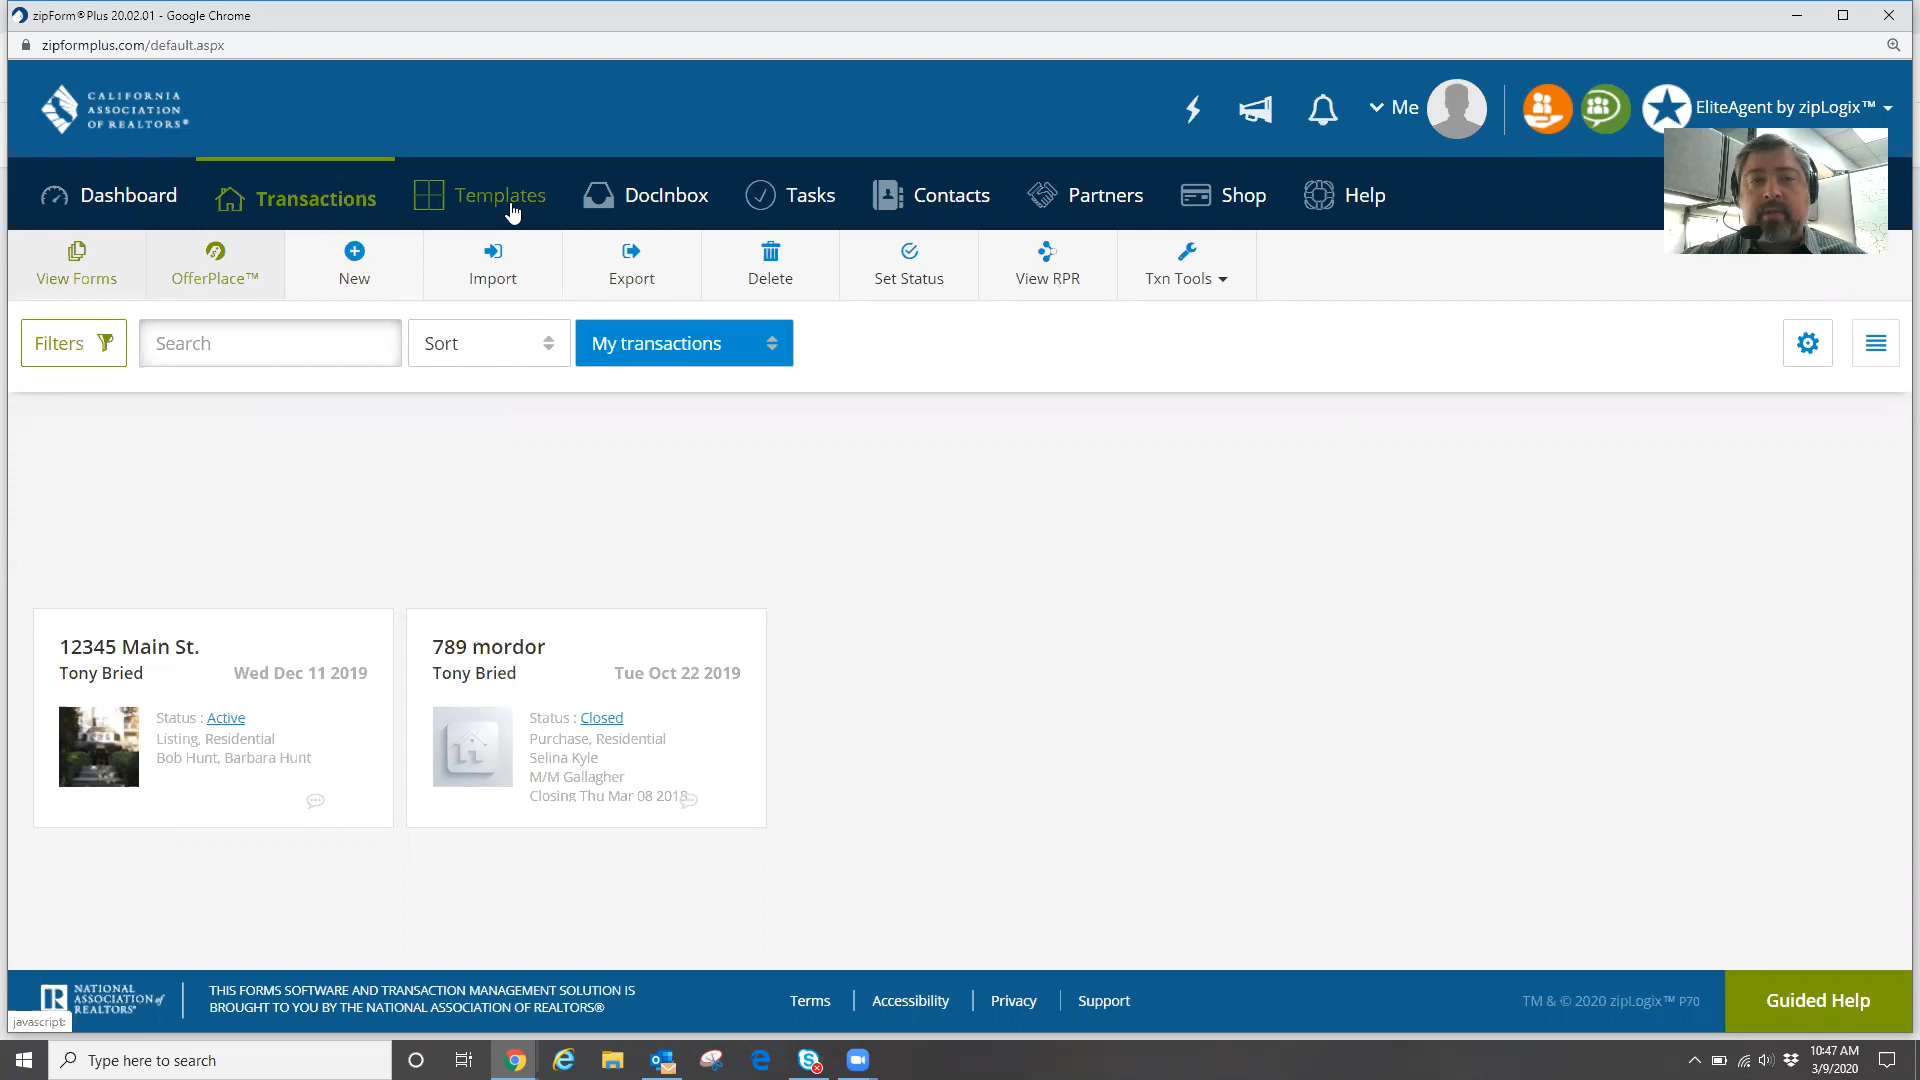 zipForm®Plus 20.02.01 - Google Chrome
zipformplus.com/default.aspx
CALIFORNIA
ASSOCIATION
OF REALTORS®
Me
EliteAgent by zipLogix™
Dashboard
Transactions
Templates
DocInbox
Tasks
Contacts
Partners
Shop
Help
View Forms
OfferPlace™
New
Import
Export
Delete
Set Status
View RPR
Txn Tools
Filters
Search
Sort
My transactions
12345 Main St.
Tony Bried
Wed Dec 11 2019
Status : Active
Listing, Residential
Bob Hunt, Barbara Hunt
789 mordor
Tony Bried
Tue Oct 22 2019
Status : Closed
Purchase, Residential
Selina Kyle
M/M Gallagher
Closing Thu Mar 08 2018
NATIONAL
ASSOCIATION of
REALTORS®
THIS FORMS SOFTWARE AND TRANSACTION MANAGEMENT SOLUTION IS
BROUGHT TO YOU BY THE NATIONAL ASSOCIATION OF REALTORS®
Terms
Accessibility
Privacy
Support
TM & © 2020 zipLogix™ P70
Guided Help
javascript:
Type here to search
10:47 AM
3/9/2020